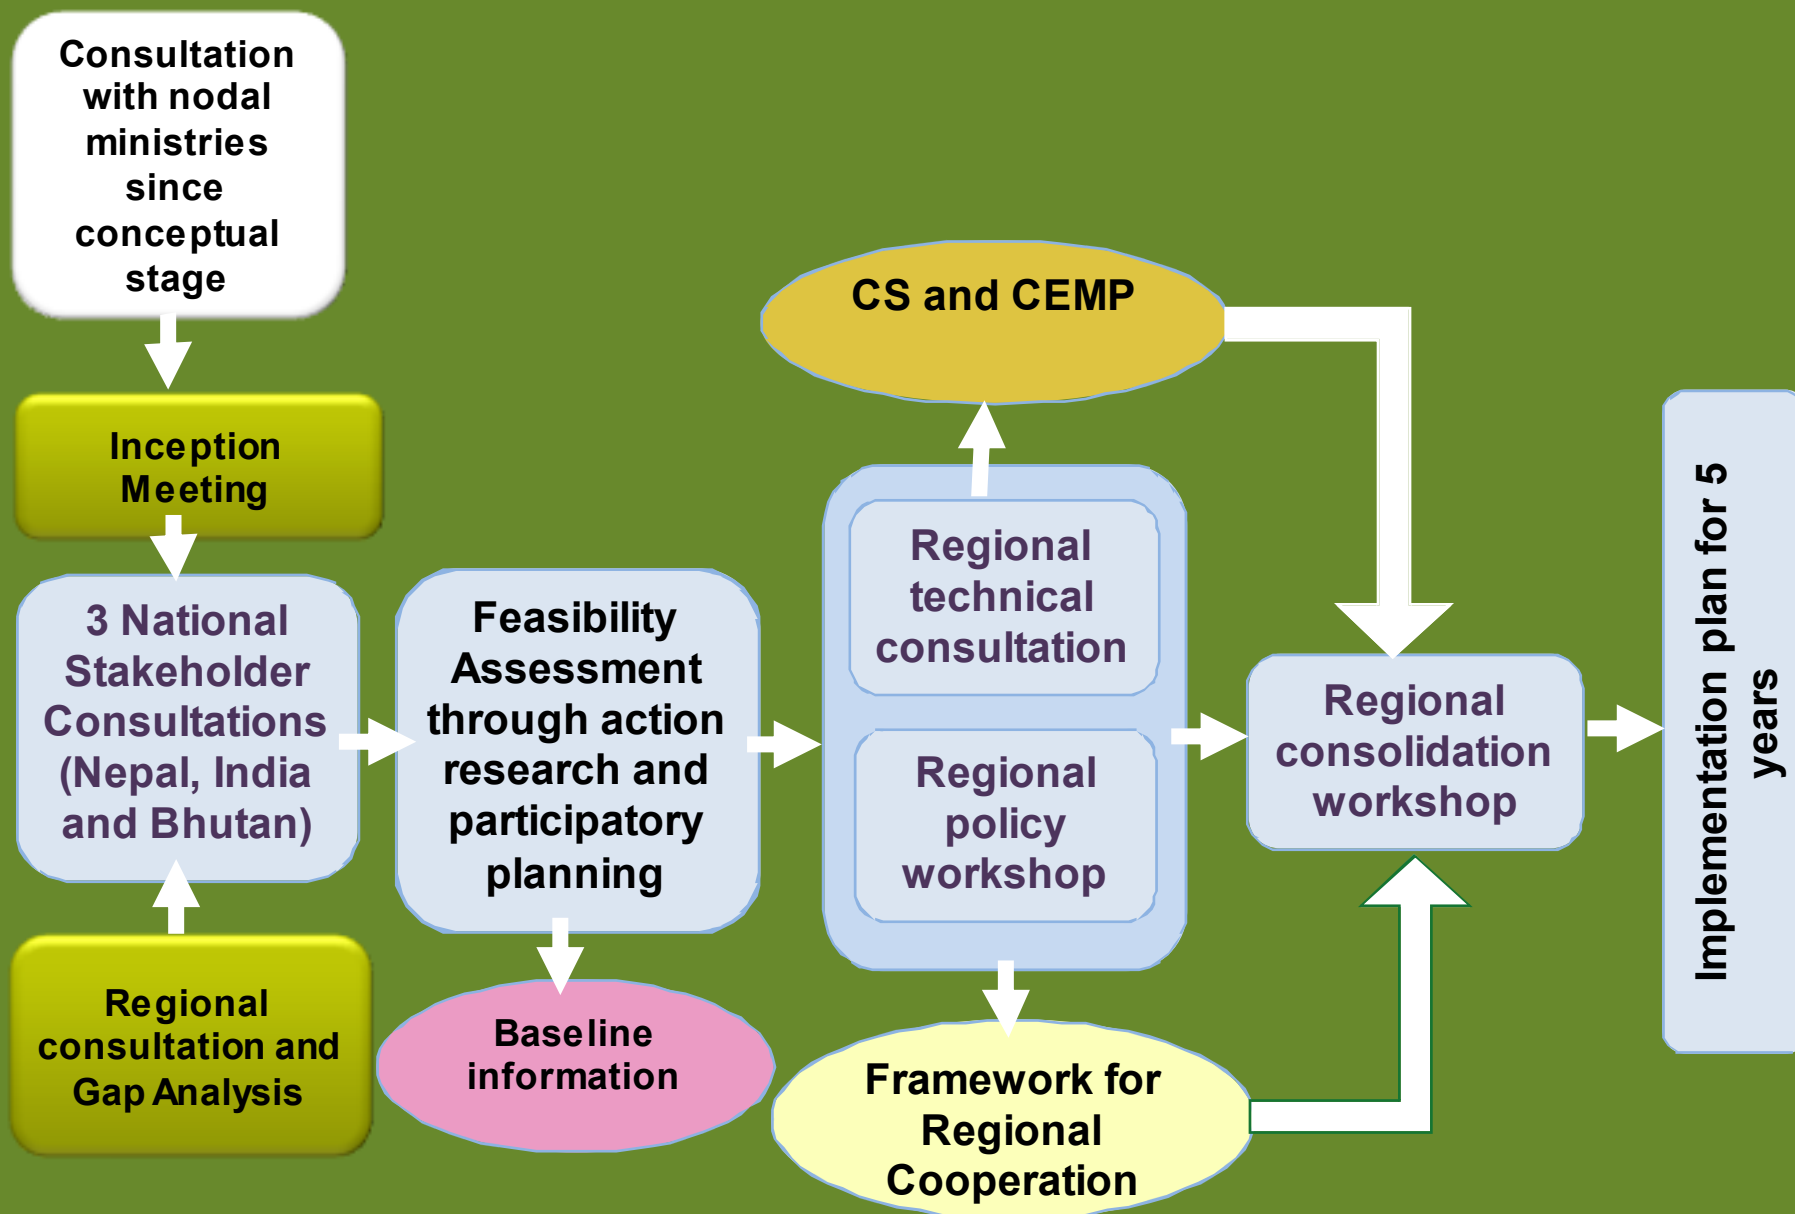 Consultation
with nodal
ministries
since
conceptual
stage
Inception
Meeting
3 National
Stakeholder
Consultations
(Nepal, India
and Bhutan)
Regional
consultation and
Gap Analysis
Feasibility
Assessment
through action
research and
participatory
planning
Baseline
information
CS and CEMP
Regional
technical
consultation
Regional
policy
workshop
Framework for
Regional
Cooperation
Regional
consolidation
workshop
Implementation plan for 5
years